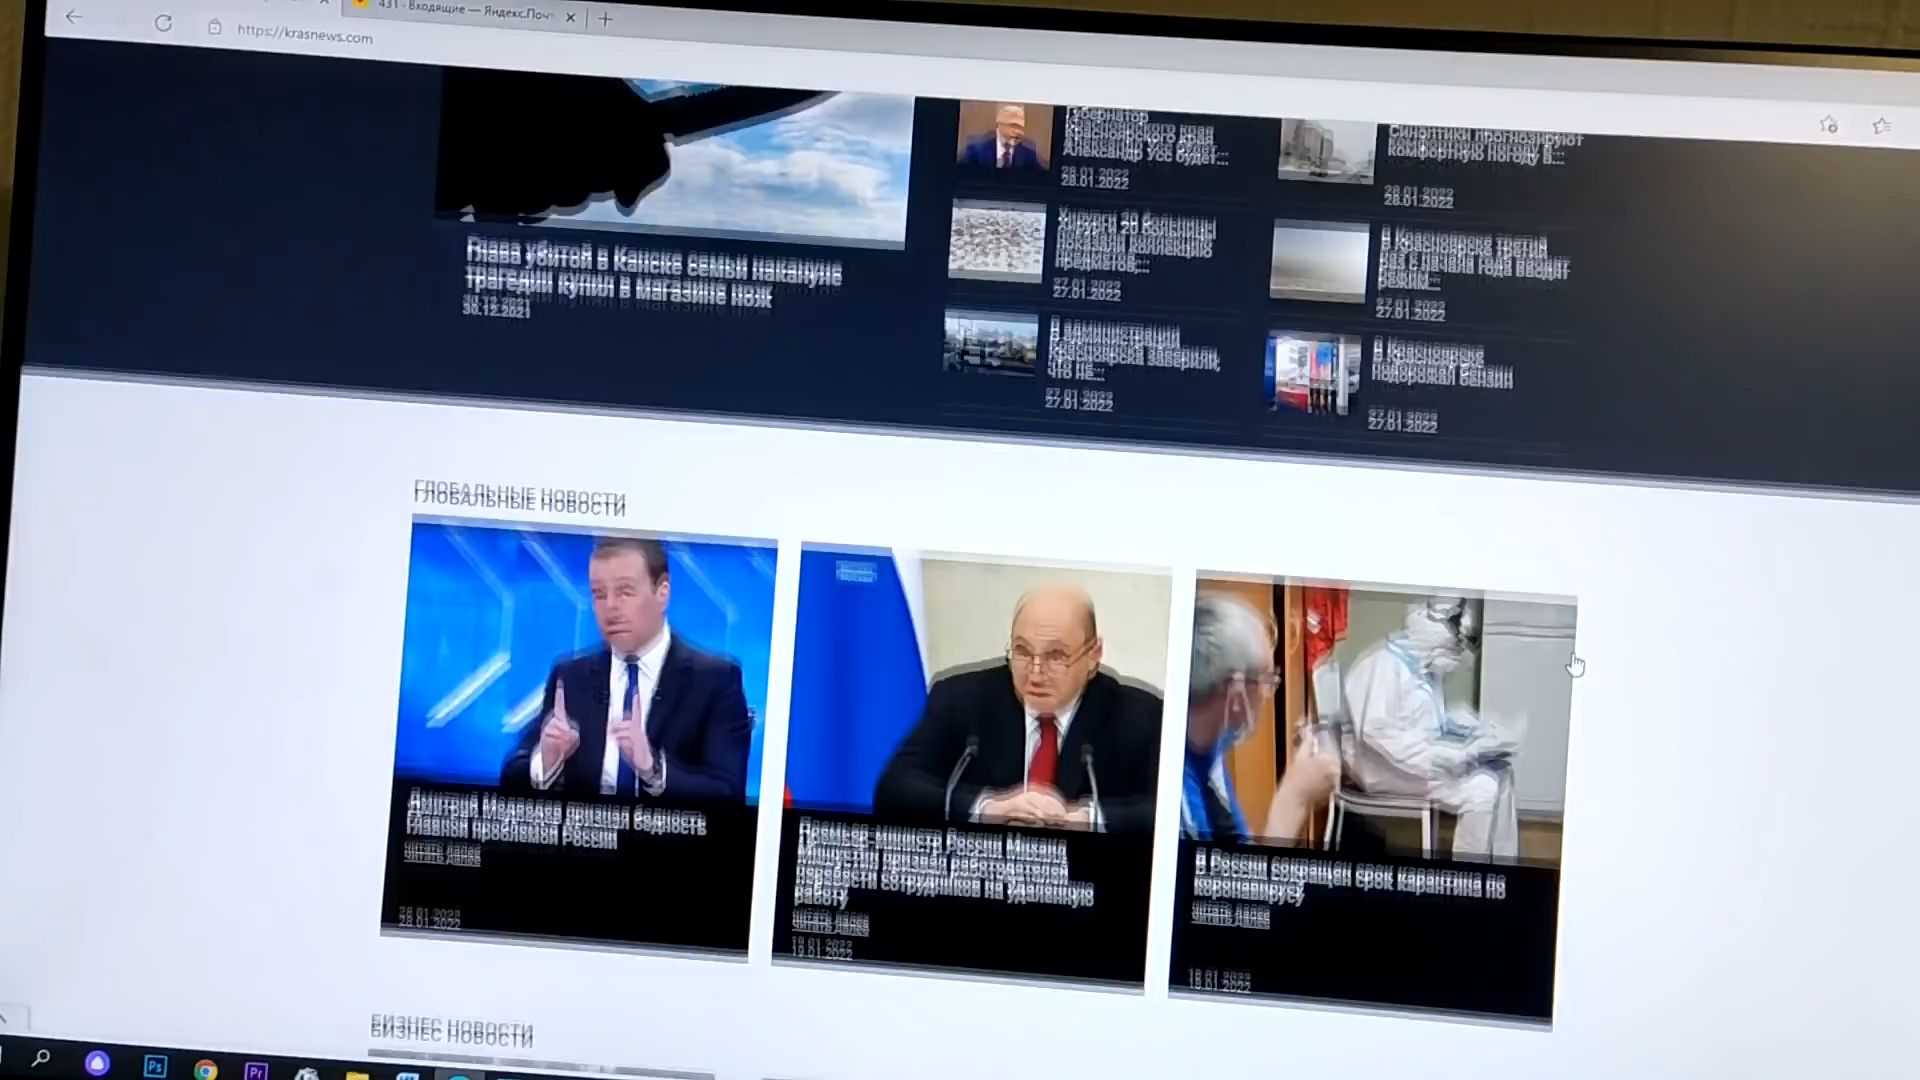 431 · Входящие — Яндекс.Поч
https://krasnews.com
Глава убитой в Канске семьи накануне
трагедии купил в магазине нож
30.12.2021
Губернатор
Красноярского края
Александр Усс будет...
28.01.2022
Хирурги 20 больницы
показали коллекцию
предметов,...
27.01.2022
В администрации
Красноярска заверили,
что не...
27.01.2022
Синоптики прогнозируют
комфортную погоду в...
28.01.2022
В Красноярске третий
раз с начала года вводят
режим...
27.01.2022
В Красноярске
подорожал бензин
27.01.2022
ГЛОБАЛЬНЫЕ НОВОСТИ
Дмитрий Медведев признал бедность
главной проблемой России
читать далее
28.01.2022
Москва
Премьер-министр России Михаил
Мишустин призвал работодателей
перевести сотрудников на удаленную
работу
читать далее
19.01.2022
В России сокращен срок карантина по
коронавирусу
читать далее
18.01.2022
БИЗНЕС НОВОСТИ
Ps
Pr